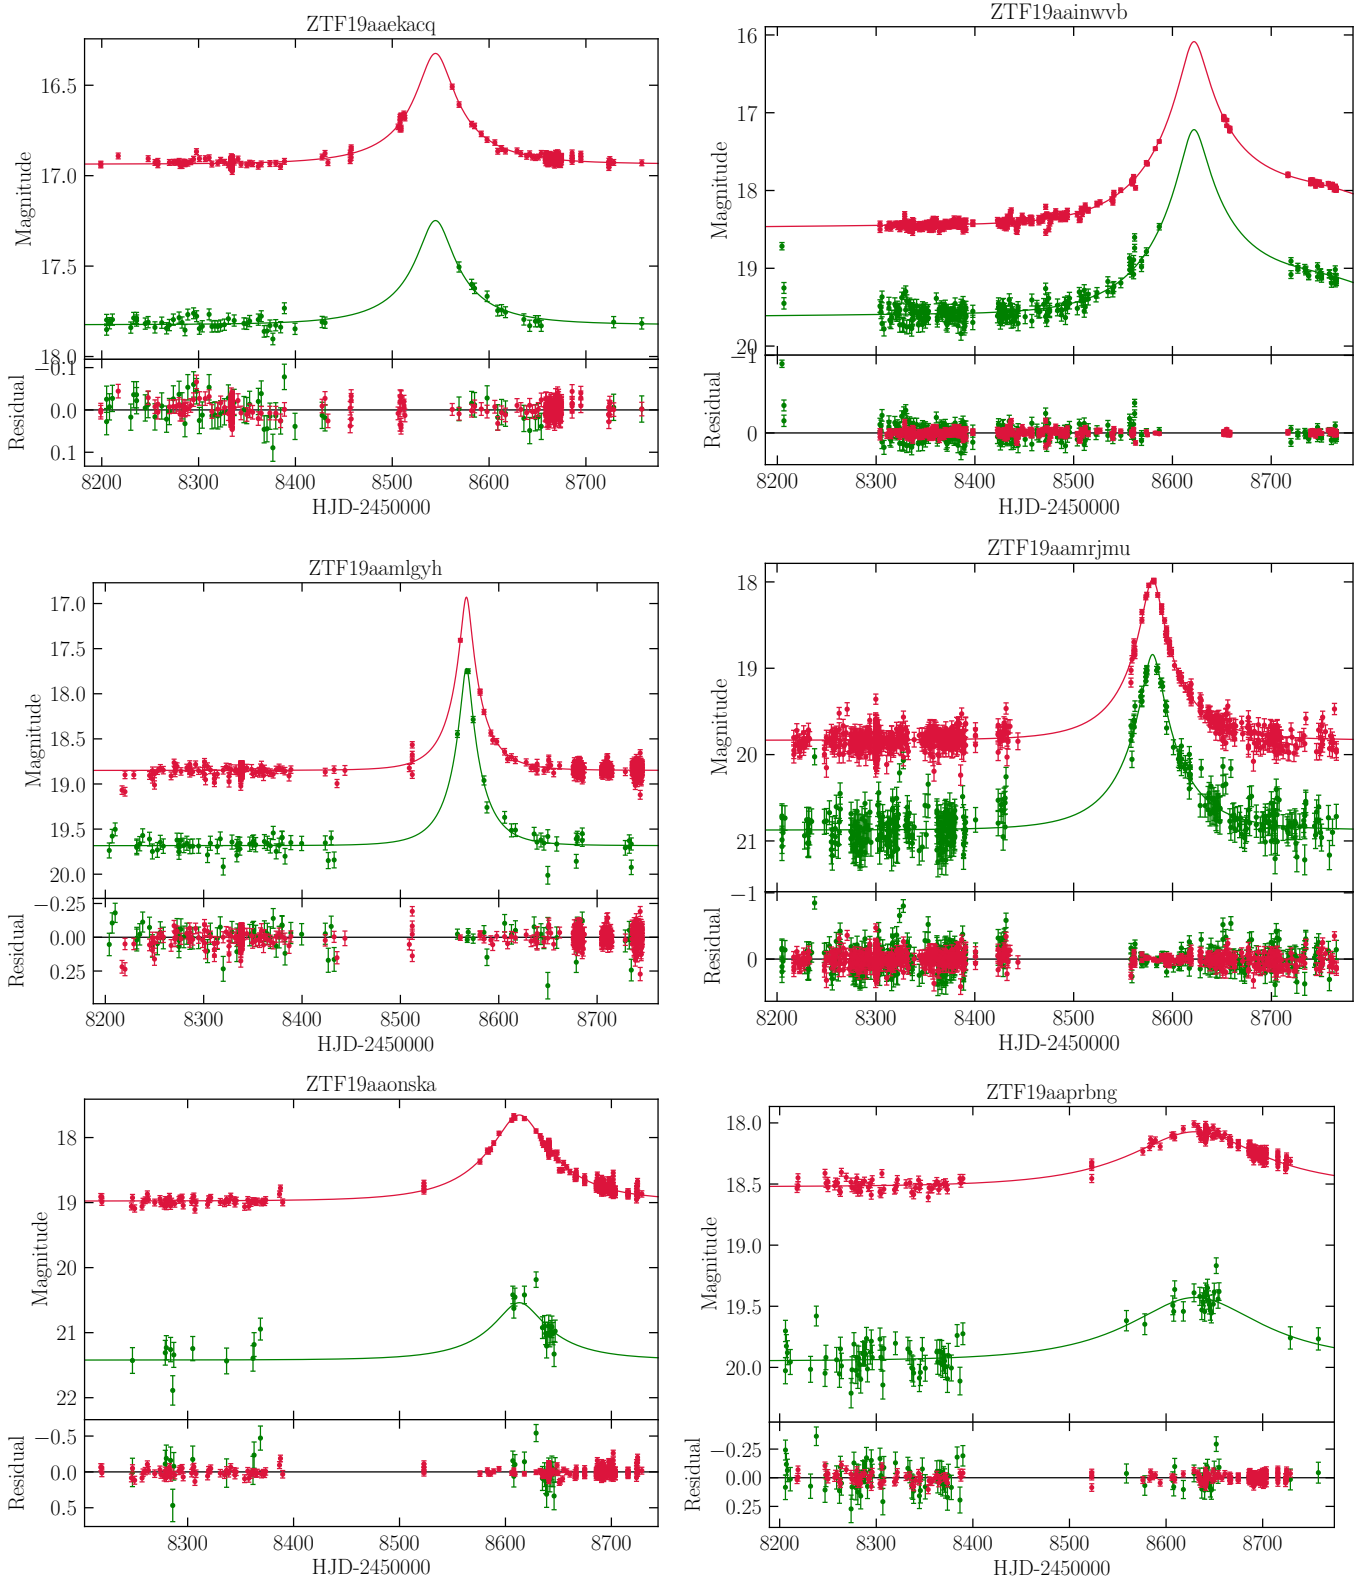 ZTF19aaekacq
16.5
17.0
17.5
18.0
Magnitude
−0.1
0.0
0.1
Residual
8200 8300 8400 8500 8600 8700
HJD-2450000
ZTF19aainwvb
16
17
18
19
20
Magnitude
−1
0
Residual
8200 8300 8400 8500 8600 8700
HJD-2450000
ZTF19aamlgyh
17.0
17.5
18.0
18.5
19.0
19.5
20.0
Magnitude
−0.25
0.00
0.25
Residual
8200 8300 8400 8500 8600 8700
HJD-2450000
ZTF19aamrjmu
18
19
20
21
Magnitude
−1
0
Residual
8200 8300 8400 8500 8600 8700
HJD-2450000
ZTF19aaonska
18
19
20
21
22
Magnitude
−0.5
0.0
0.5
Residual
8300 8400 8500 8600 8700
HJD-2450000
ZTF19aaprbng
18.0
18.5
19.0
19.5
20.0
Magnitude
−0.25
0.00
0.25
Residual
8200 8300 8400 8500 8600 8700
HJD-2450000